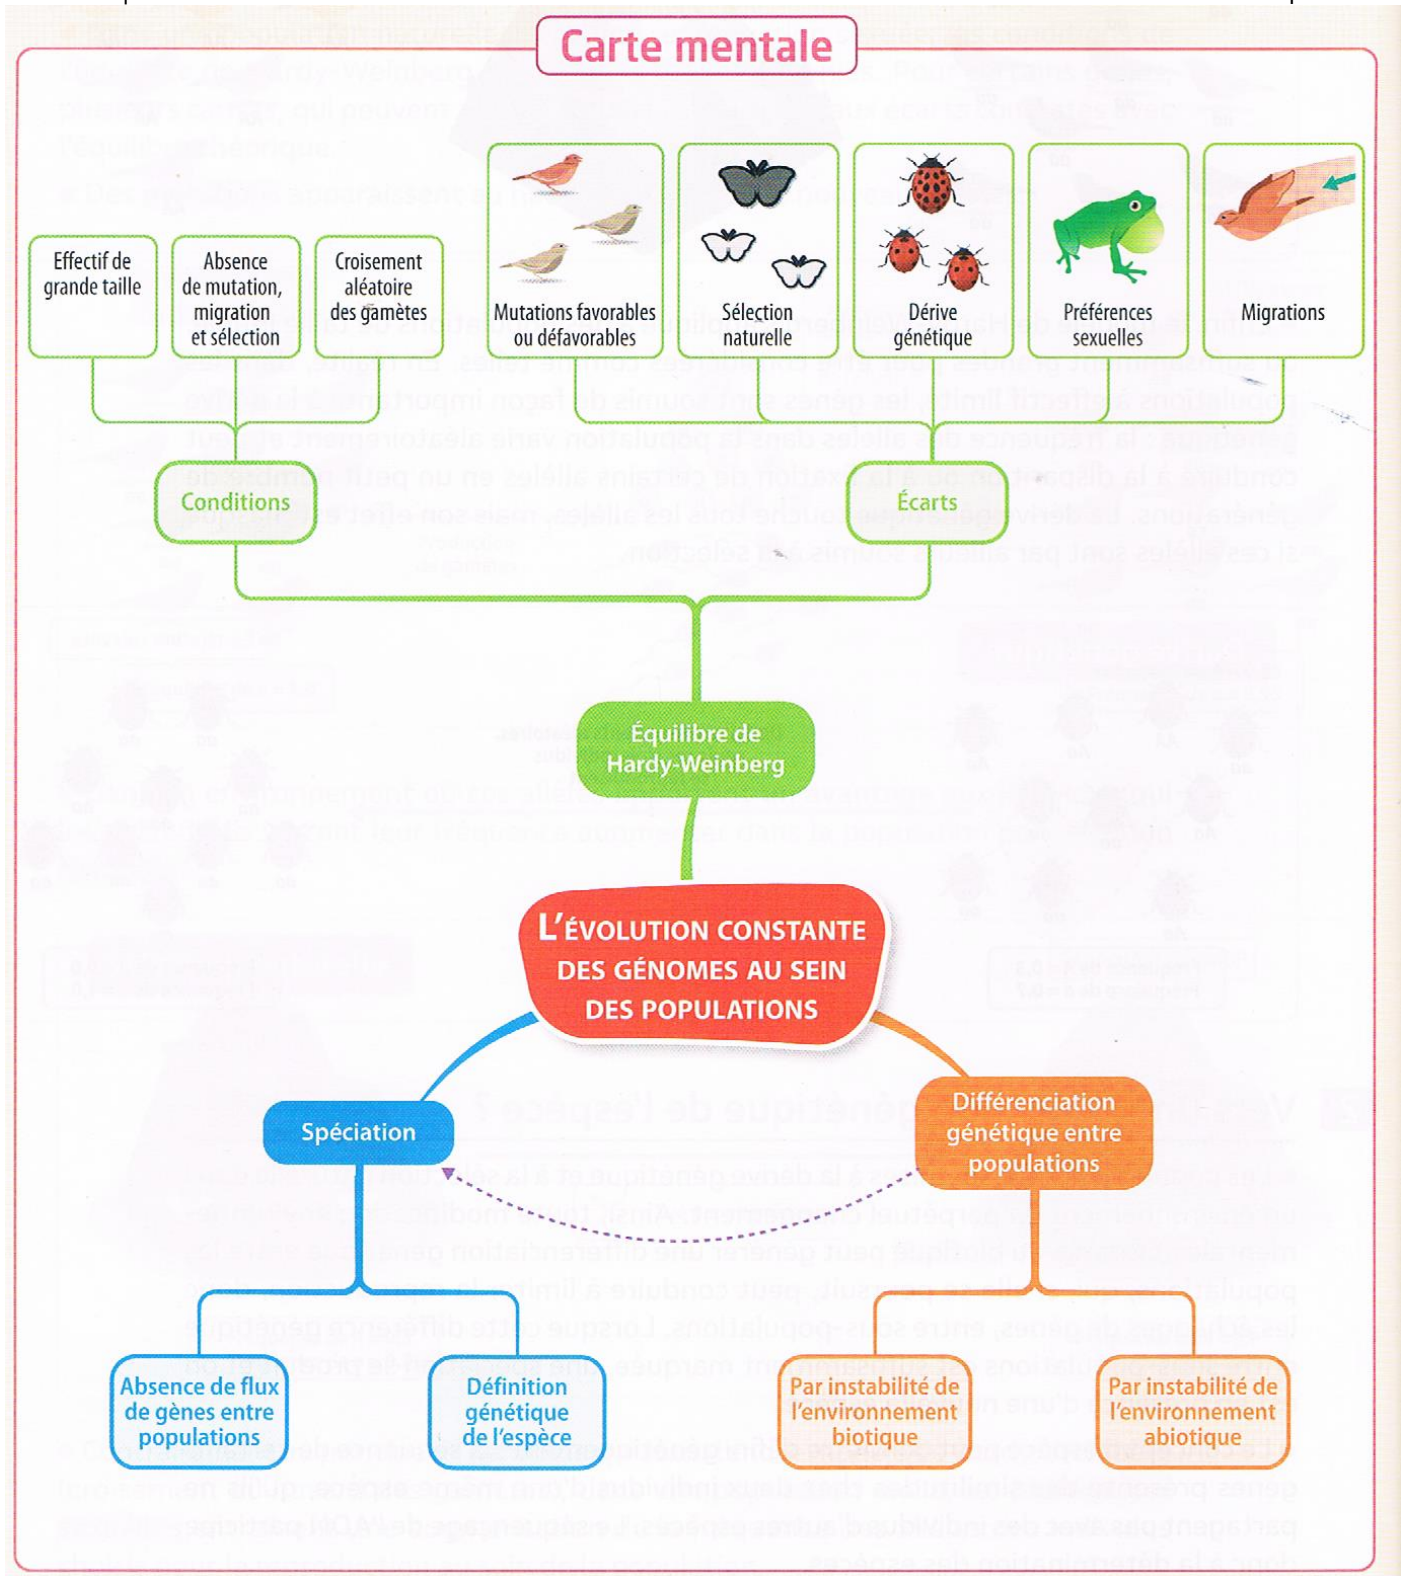 Carte mentale
Effectif de
grande taille
Absence
de mutation,
migration
et sélection
Croisement
aléatoire
des gamètes
Mutations favorables
ou défavorables
Sélection
naturelle
Dérive
génétique
Préférences
sexuelles
Migrations
Conditions
Écarts
Équilibre de
Hardy-Weinberg
L'ÉVOLUTION CONSTANTE
DES GÉNOMES AU SEIN
DES POPULATIONS
Spéciation
Différenciation
génétique entre
populations
Absence de flux
de gènes entre
populations
Définition
génétique
de l'espèce
Par instabilité de
l'environnement
biotique
Par instabilité de
l'environnement
abiotique